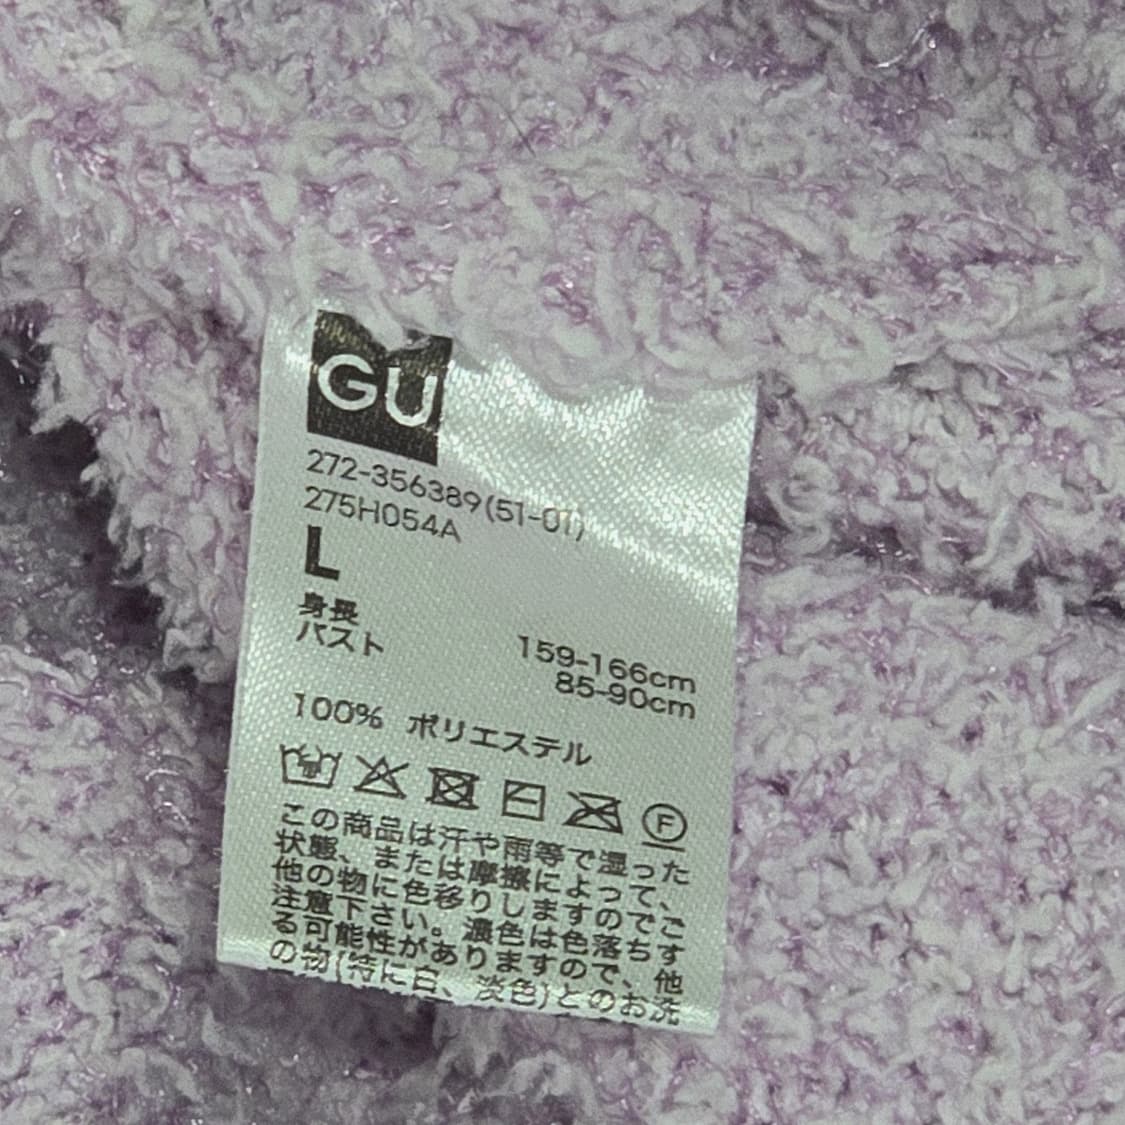 GU
272-356389(51-01)
275H054A
L
身長 159-166cm
バスト 85-90cm
100% ポリエステル
F
この商品は汗や雨等で湿った
状態、または摩擦によって、
他の物に色移りしますのでご
注意下さい。濃色は色落ちす
る可能性がありますので、他
の物(特に白、淡色)とのお洗